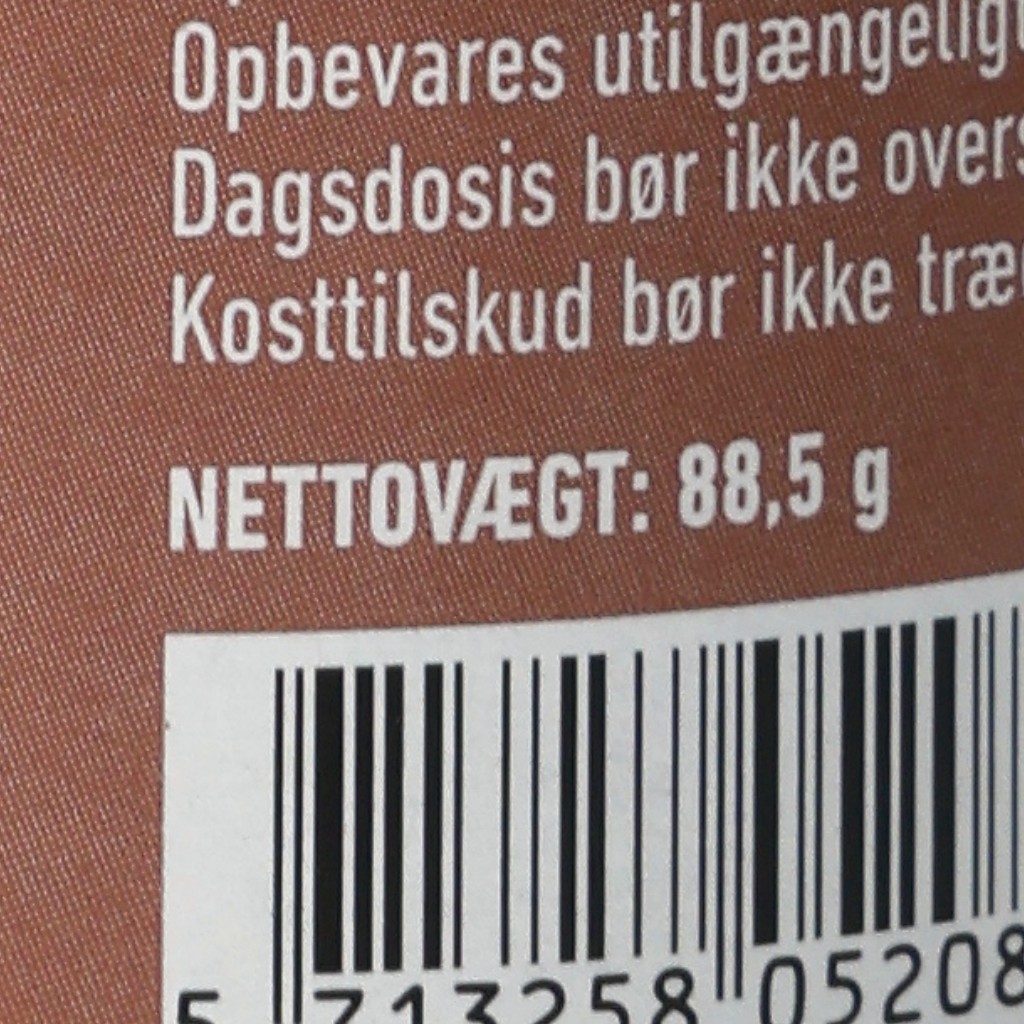 Opbevares utilgængeligt
Dagsdosis bør ikke overs
Kosttilskud bør ikke træ
NETTOVÆGT: 88,5 g
5 713258 05208